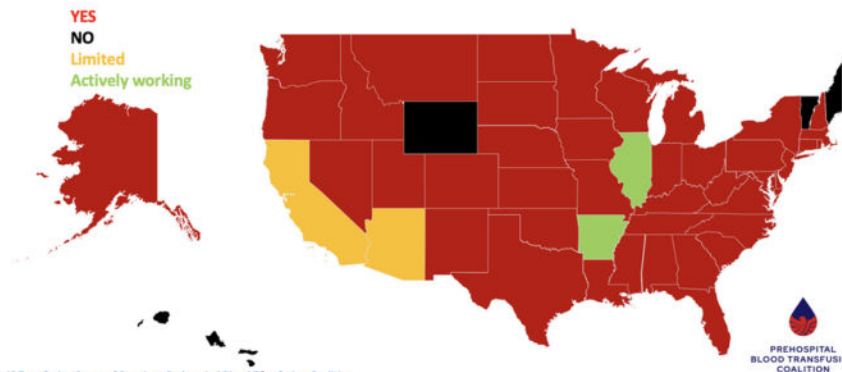 YES
NO
Limited
Actively working
PREHOSPITAL
BLOOD TRANSFUSI
COALITION